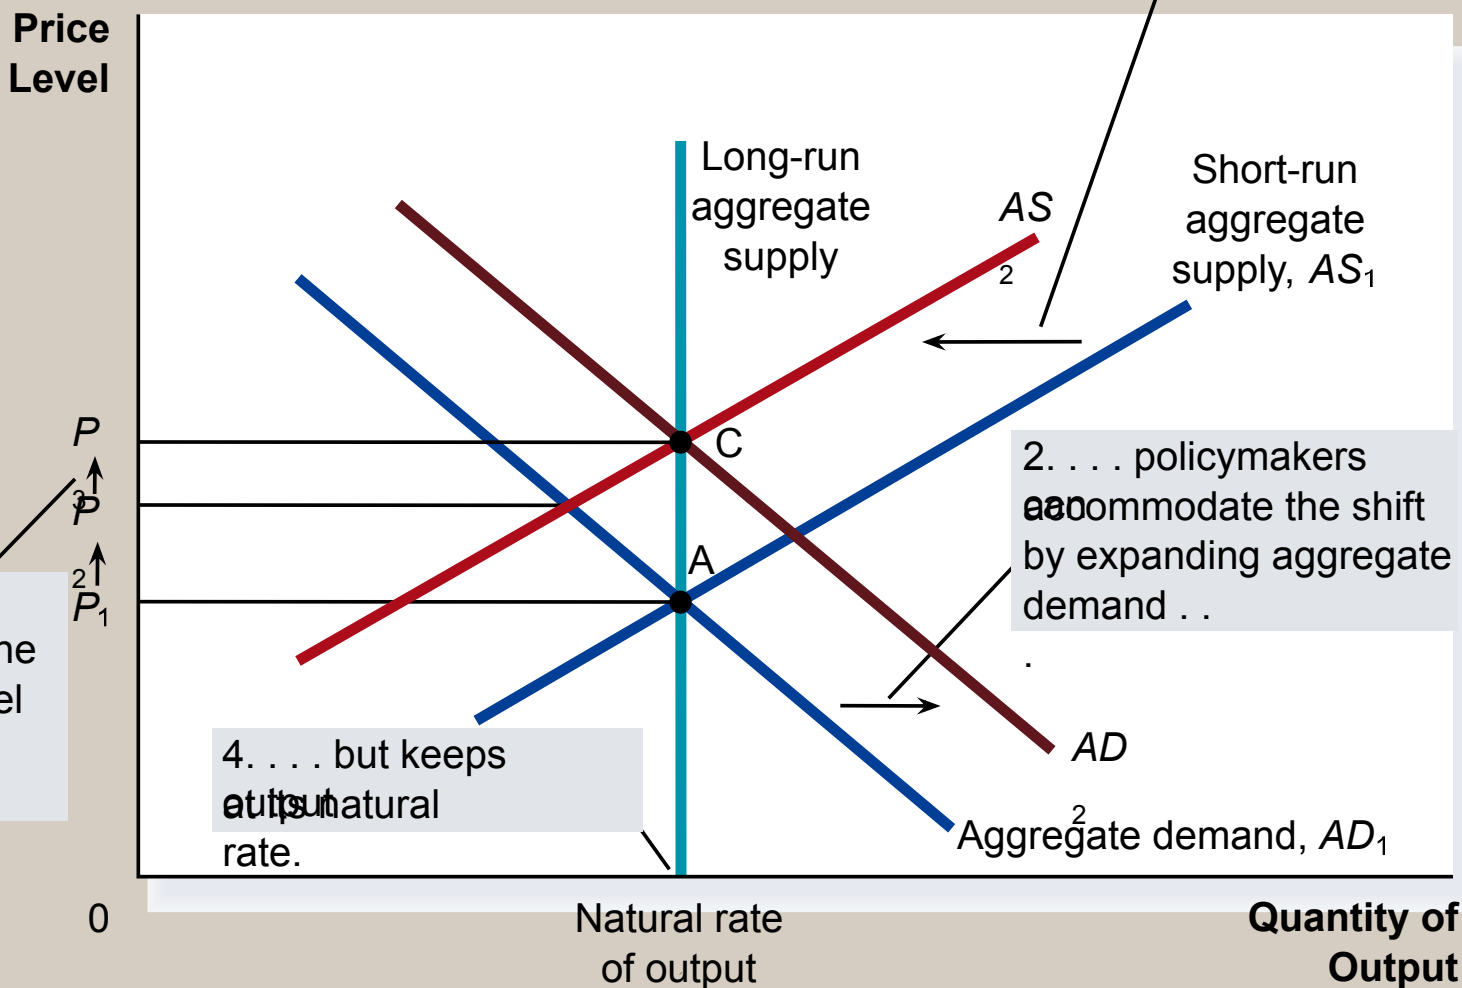 Price
Level
Long-run
aggregate
supply
AS
2
Short-run
aggregate
supply, AS₁
P
3
P
2
P₁
C
A
2. . . . policymakers
can
accommodate the shift
by expanding aggregate
demand . .
.
4. . . . but keeps
output
at its natural
rate.
AD
2
Aggregate demand, AD₁
0
Natural rate
of output
Quantity of
Output